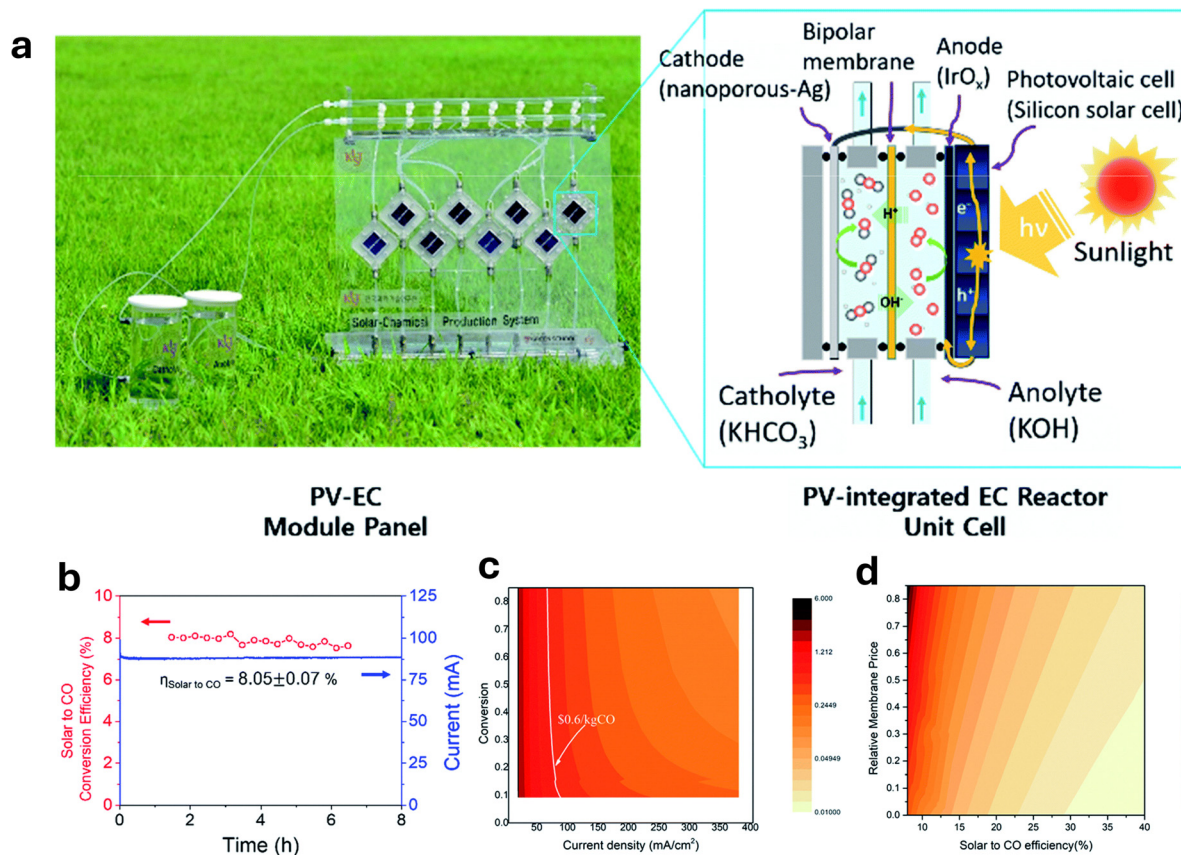 a
Cathode
(nanoporous-Ag)
Bipolar
membrane
Anode
(IrOₓ)
Photovoltaic cell
(Silicon solar cell)
H⁺
OH⁻
e⁻
h⁺
hν
Sunlight
Catholyte
(KHCO₃)
Anolyte
(KOH)
Solar-Chemical Production System
PV-EC
Module Panel
PV-integrated EC Reactor
Unit Cell
b
Solar to CO
Conversion Efficiency (%)
10
8
6
4
2
0
η Solar to CO = 8.05±0.07 %
125
100
75
50
25
0
Current (mA)
0 2 4 6 8
Time (h)
c
Conversion
0.8
0.7
0.6
0.5
0.4
0.3
0.2
0.1
0.0
$0.6/kgCO
50 100 150 200 250 300 350 400
Current density (mA/cm²)
6.000
1.212
0.2449
0.04949
0.01000
d
Relative Membrane Price
0.8
0.7
0.6
0.5
0.4
0.3
0.2
0.1
0.0
10 15 20 25 30 35 40
Solar to CO efficiency(%)